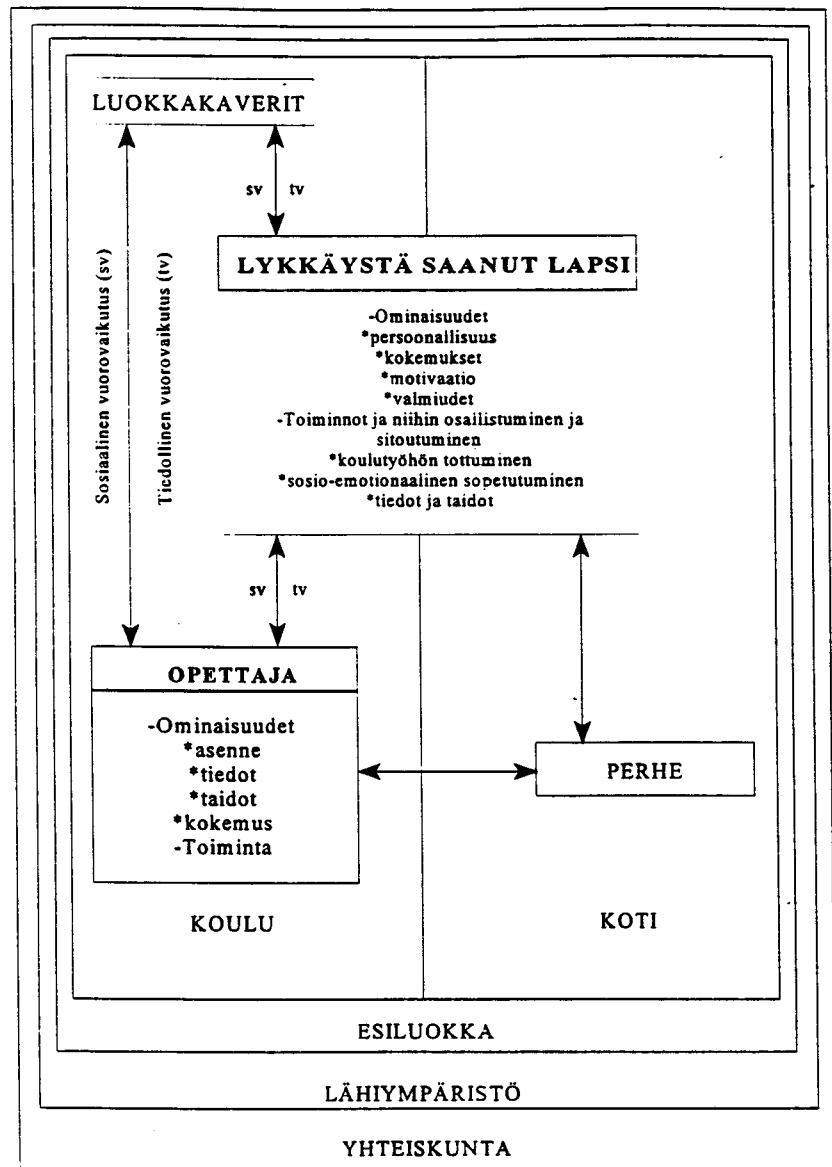 LUOKKAKAVERIT
sv tv
Sosiaalinen vuorovaikutus (sv)
Tiedollinen vuorovaikutus (tv)
LYKKÄYSTÄ SAANUT LAPSI
-Ominaisuudet
*persoonallisuus
*kokemukset
*motivaatio
*valmiudet
-Toiminnot ja niihin osallistuminen ja
sitoutuminen
*koulutyöhön tottuminen
*sosio-emotionaalinen sopetutuminen
*tiedot ja taidot
sv tv
OPETTAJA
-Ominaisuudet
*asenne
*tiedot
*taidot
*kokemus
-Toiminta
PERHE
KOULU
KOTI
ESILUOKKA
LÄHIYMPÄRISTÖ
YHTEISKUNTA